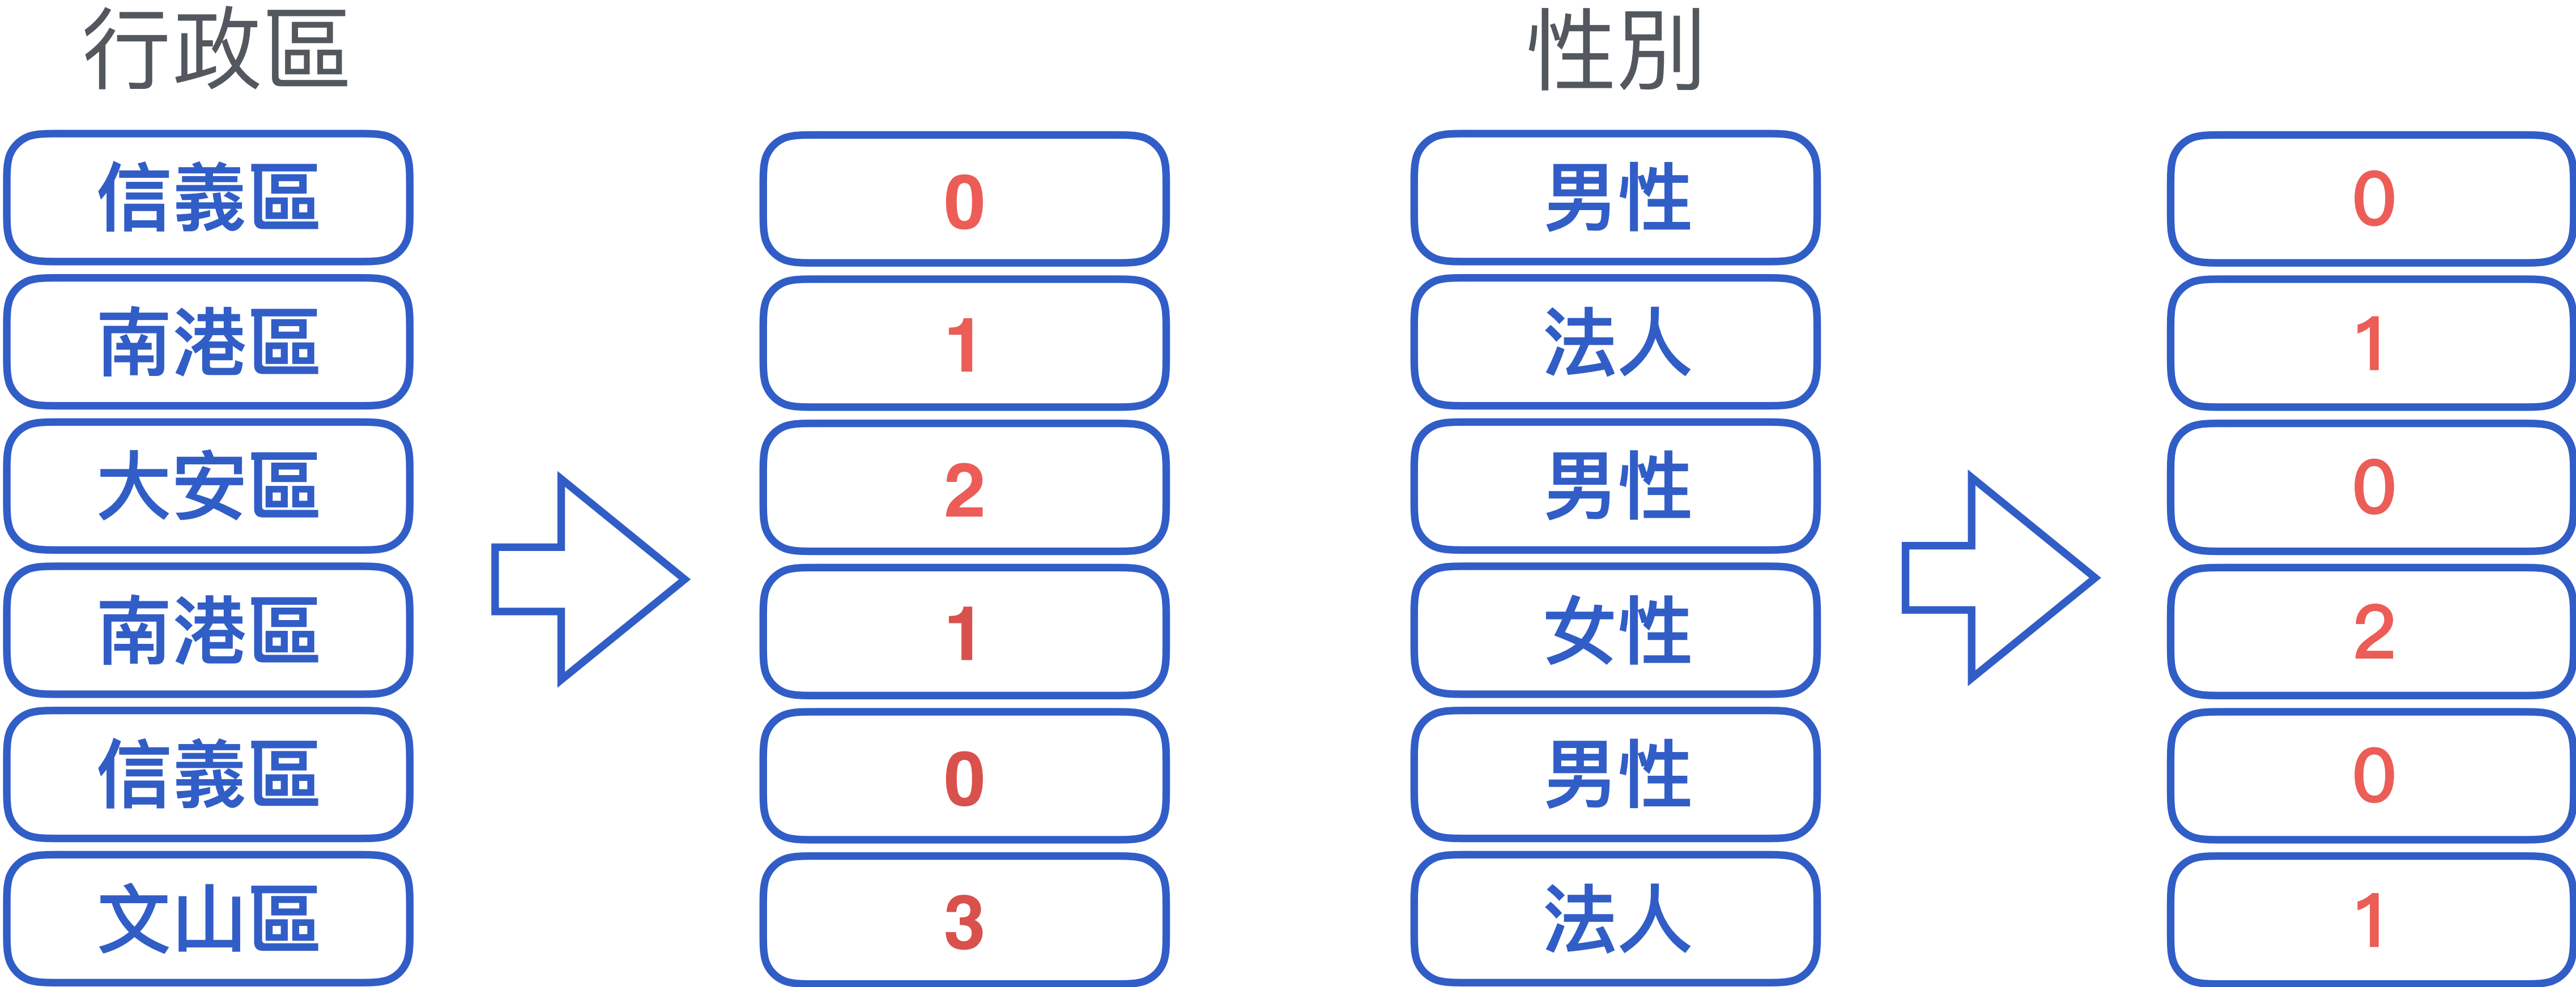 行政區 性別
信義區 0 男性 0
南港區 1 法人 1
大安區 2 男性 0
南港區 1 女性 2
信義區 0 男性 0
文山區 3 法人 1